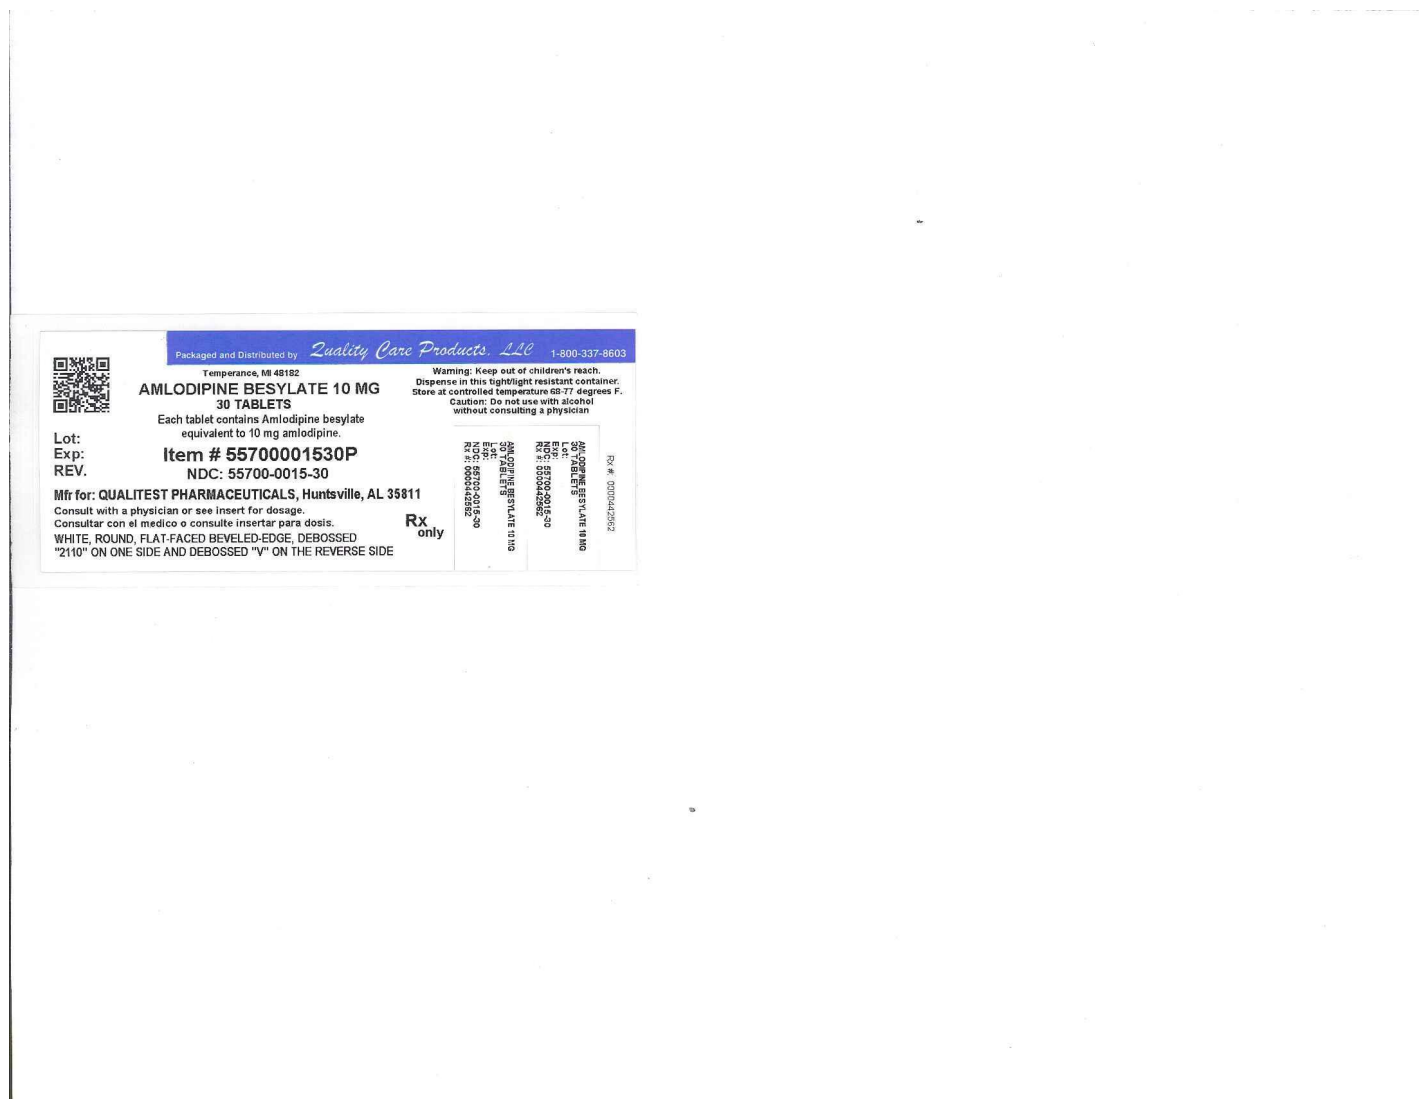 Packaged and Distributed by Quality Care Products, LLC 1-800-337-8603
Temperance, MI 48182
AMLODIPINE BESYLATE 10 MG
30 TABLETS
Each tablet contains Amlodipine besylate
equivalent to 10 mg amlodipine.
Lot:
Exp:
REV.
Item # 55700001530P
NDC: 55700-0015-30
Mfr for: QUALITEST PHARMACEUTICALS, Huntsville, AL 35811
Consult with a physician or see insert for dosage.
Consultar con el medico o consulte insertar para dosis.
WHITE, ROUND, FLAT-FACED BEVELED-EDGE, DEBOSSED
"2110" ON ONE SIDE AND DEBOSSED "V" ON THE REVERSE SIDE
Rx
only
Warning: Keep out of children's reach.
Dispense in this tight/light resistant container.
Store at controlled temperature 68-77 degrees F.
Caution: Do not use with alcohol
without consulting a physician
AMLODIPINE BESYLATE 10 MG
30 TABLETS
Lot:
Exp:
NDC: 55700-0015-30
Rx #: 0000442562
AMLODIPINE BESYLATE 10 MG
30 TABLETS
Lot:
Exp:
NDC: 55700-0015-30
Rx #: 0000442562
Rx #: 0000442562